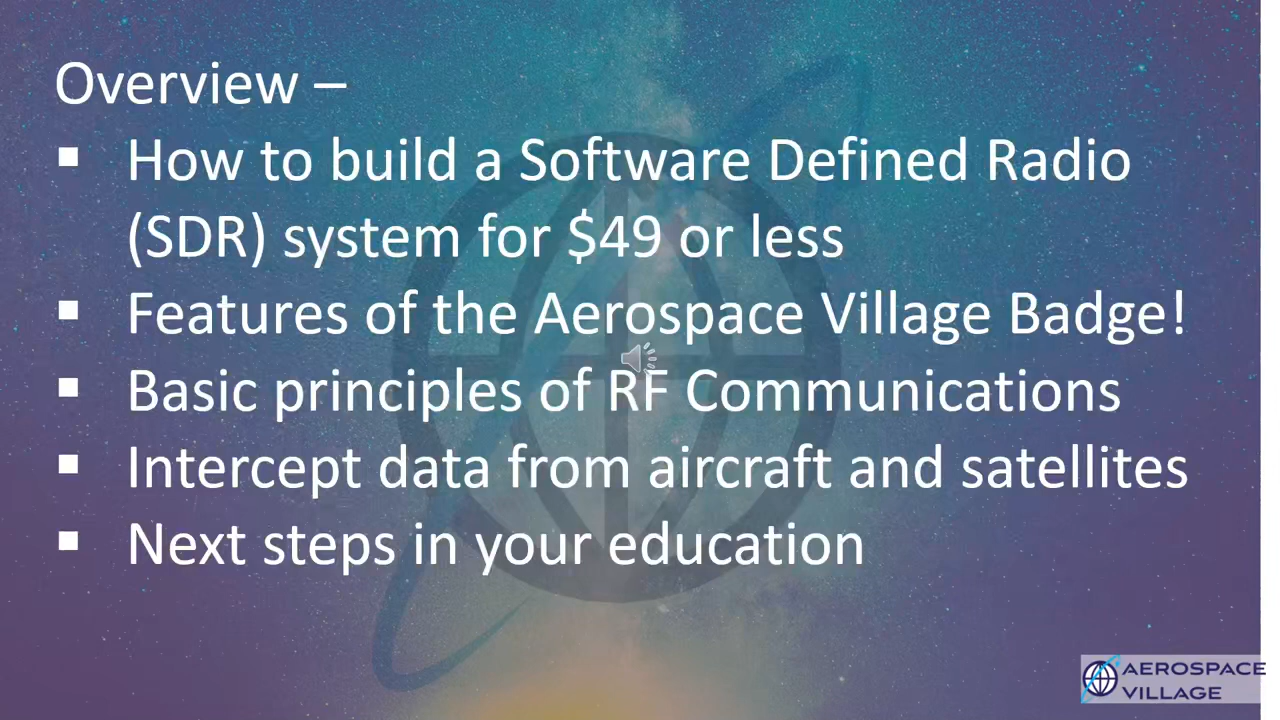 Overview –
▪ How to build a Software Defined Radio
(SDR) system for $49 or less
▪ Features of the Aerospace Village Badge!
▪ Basic principles of RF Communications
▪ Intercept data from aircraft and satellites
▪ Next steps in your education
AEROSPACE
VILLAGE